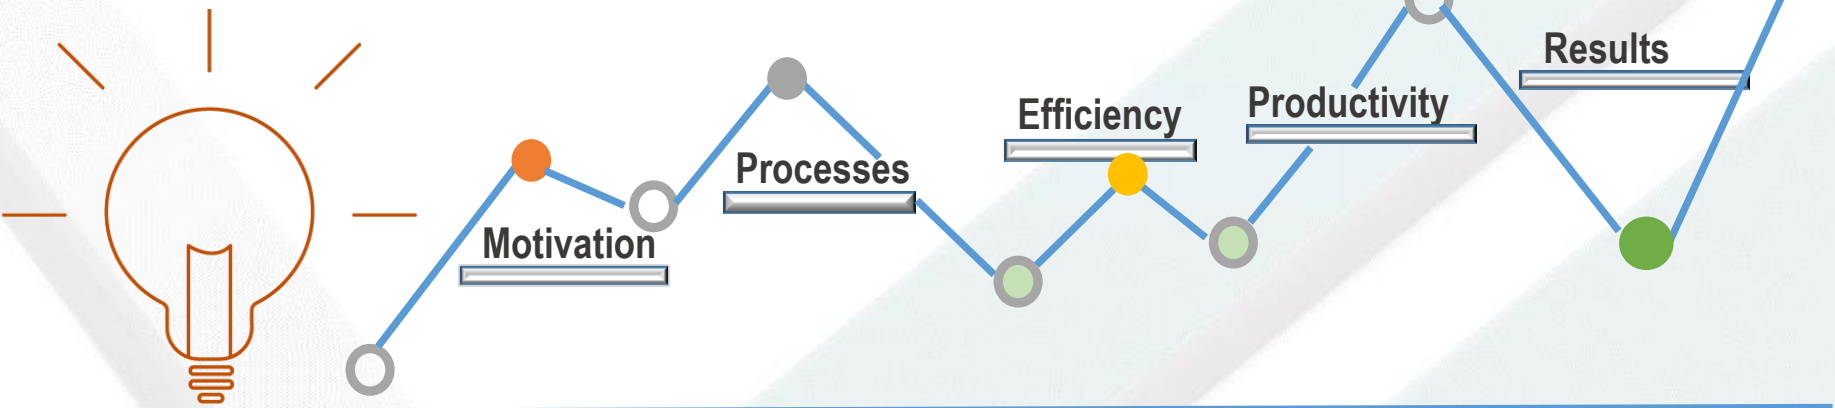 Motivation
Processes
Efficiency
Productivity
Results